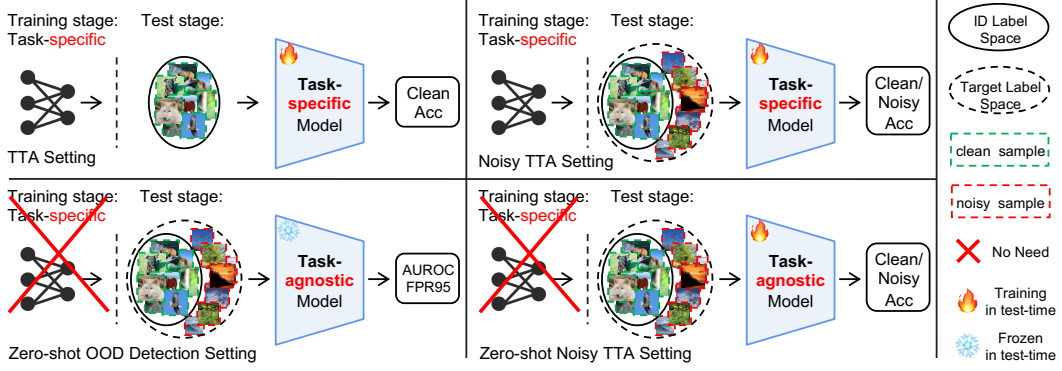 Training stage:
Task-specific
Test stage:
Task-
specific
Model
Clean
Acc
TTA Setting
Training stage:
Task-specific
Test stage:
Task-
specific
Model
Clean/
Noisy
Acc
Noisy TTA Setting
Training stage:
Task-specific
Test stage:
Task-
agnostic
Model
AUROC
FPR95
Zero-shot OOD Detection Setting
Training stage:
Task-specific
Test stage:
Task-
agnostic
Model
Clean/
Noisy
Acc
Zero-shot Noisy TTA Setting
ID Label
Space
Target Label
Space
clean sample
noisy sample
No Need
Training
in test-time
Frozen
in test-time